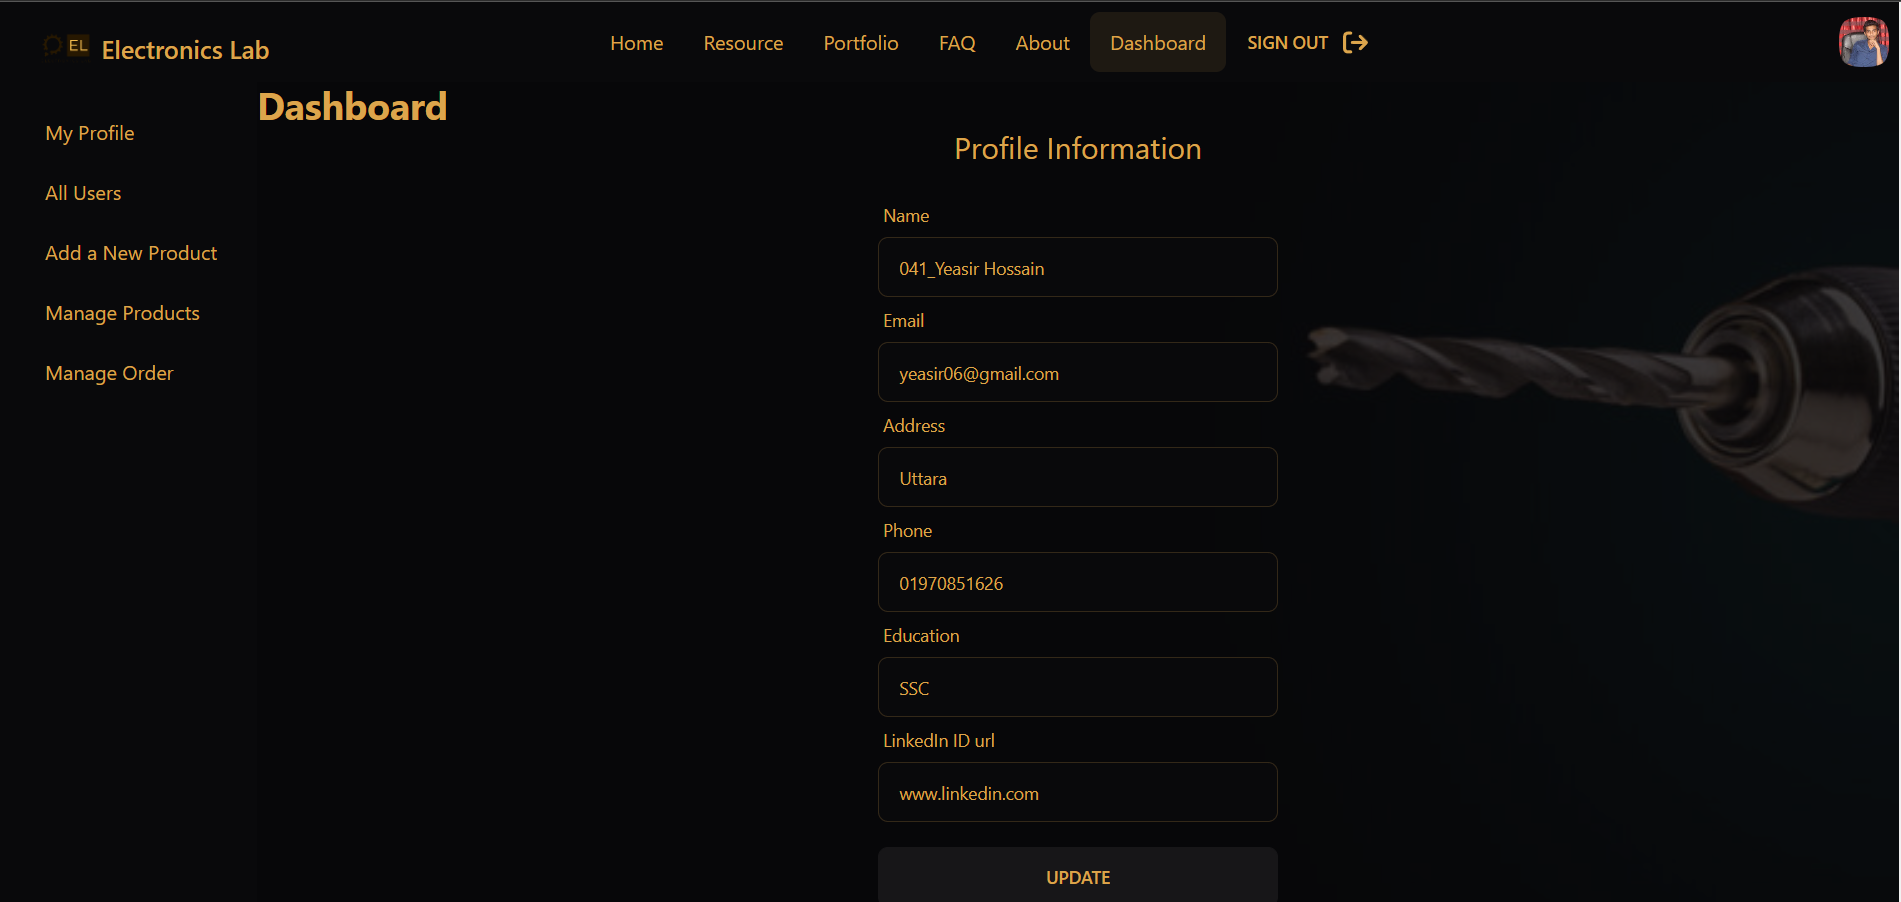 EL Electronics Lab
Home Resource Portfolio FAQ About Dashboard SIGN OUT
My Profile
All Users
Add a New Product
Manage Products
Manage Order
Dashboard
Profile Information
Name
041_Yeasir Hossain
Email
yeasir06@gmail.com
Address
Uttara
Phone
01970851626
Education
SSC
LinkedIn ID url
www.linkedin.com
UPDATE